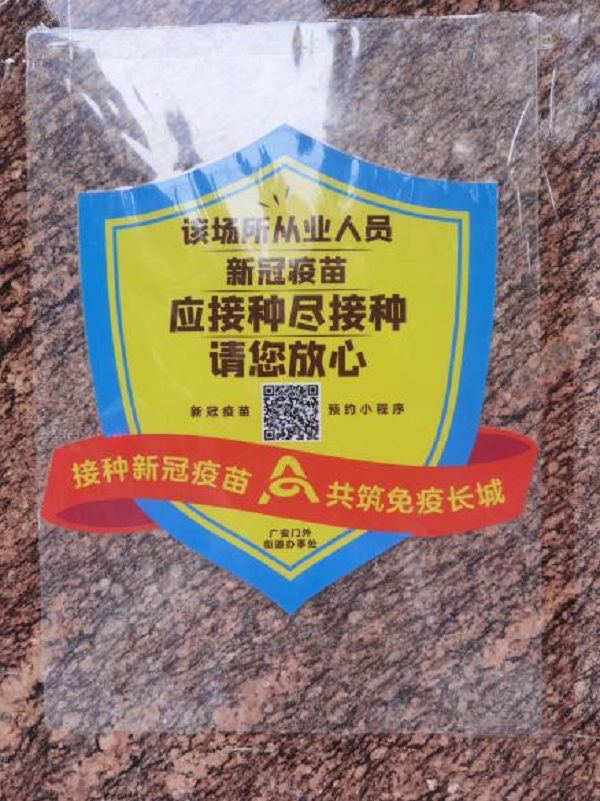 该场所从业人员
新冠疫苗
应接种尽接种
请您放心
新冠疫苗 预约小程序
接种新冠疫苗 共筑免疫长城
广安门外
街道办事处